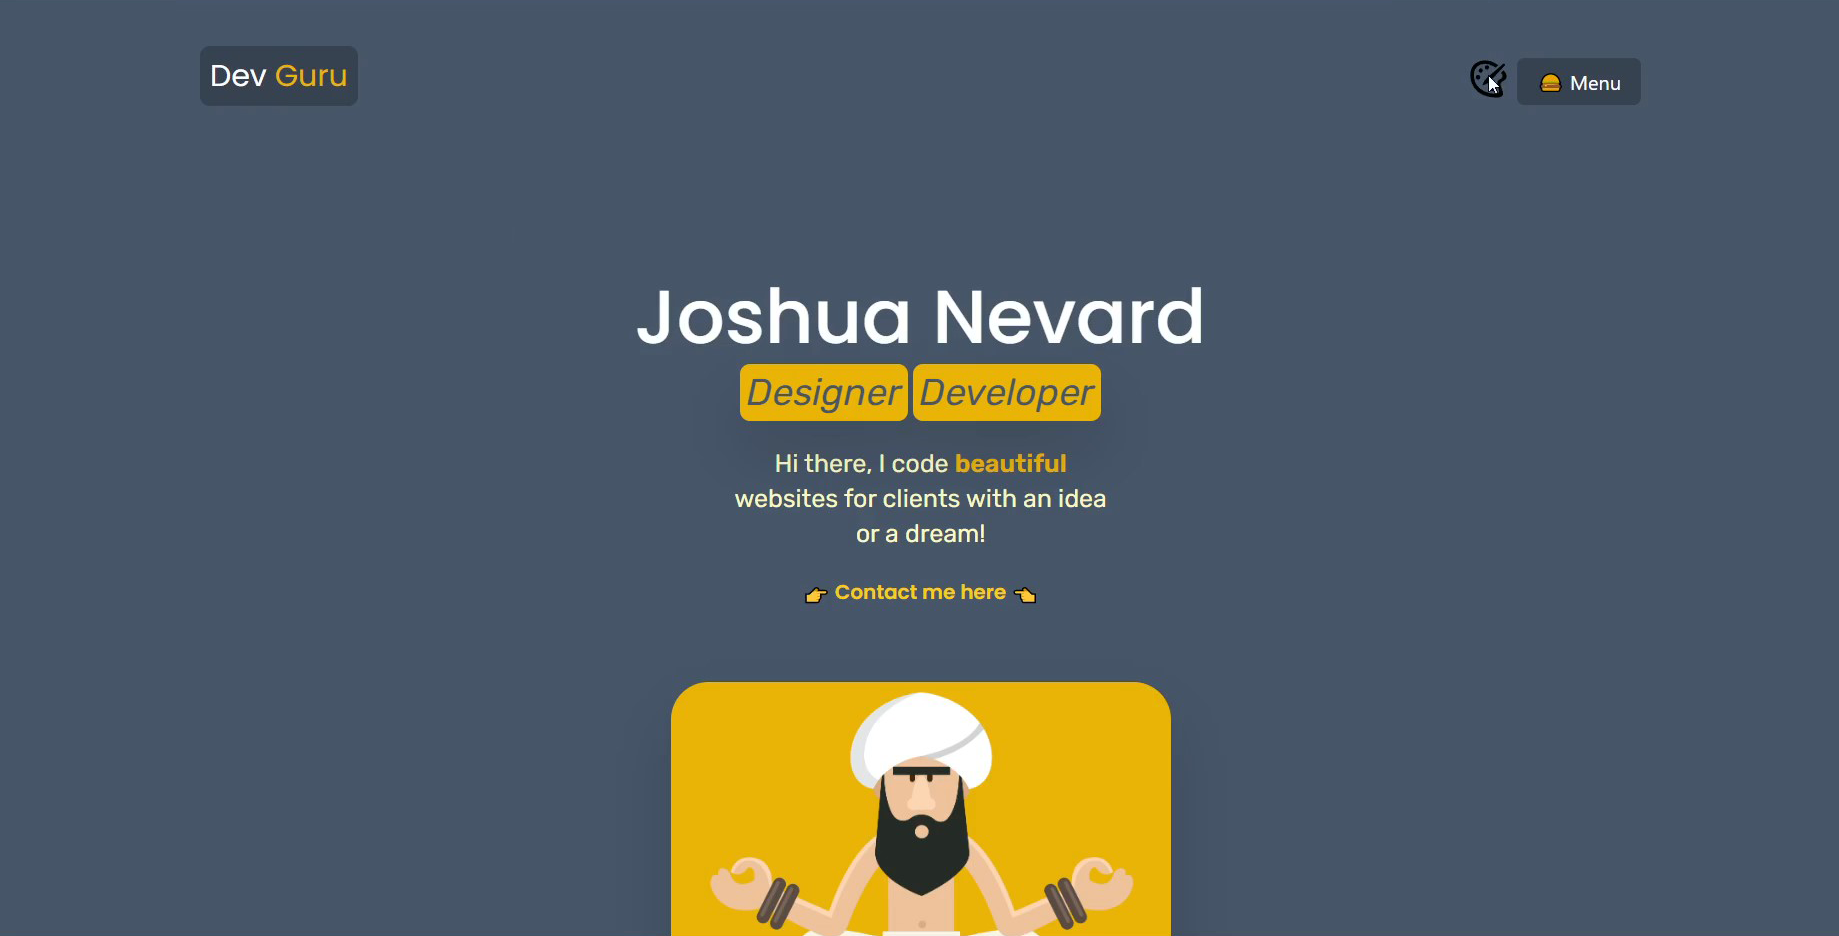 Dev Guru
Menu
Joshua Nevard
Designer Developer
Hi there, I code beautiful
websites for clients with an idea
or a dream!
Contact me here